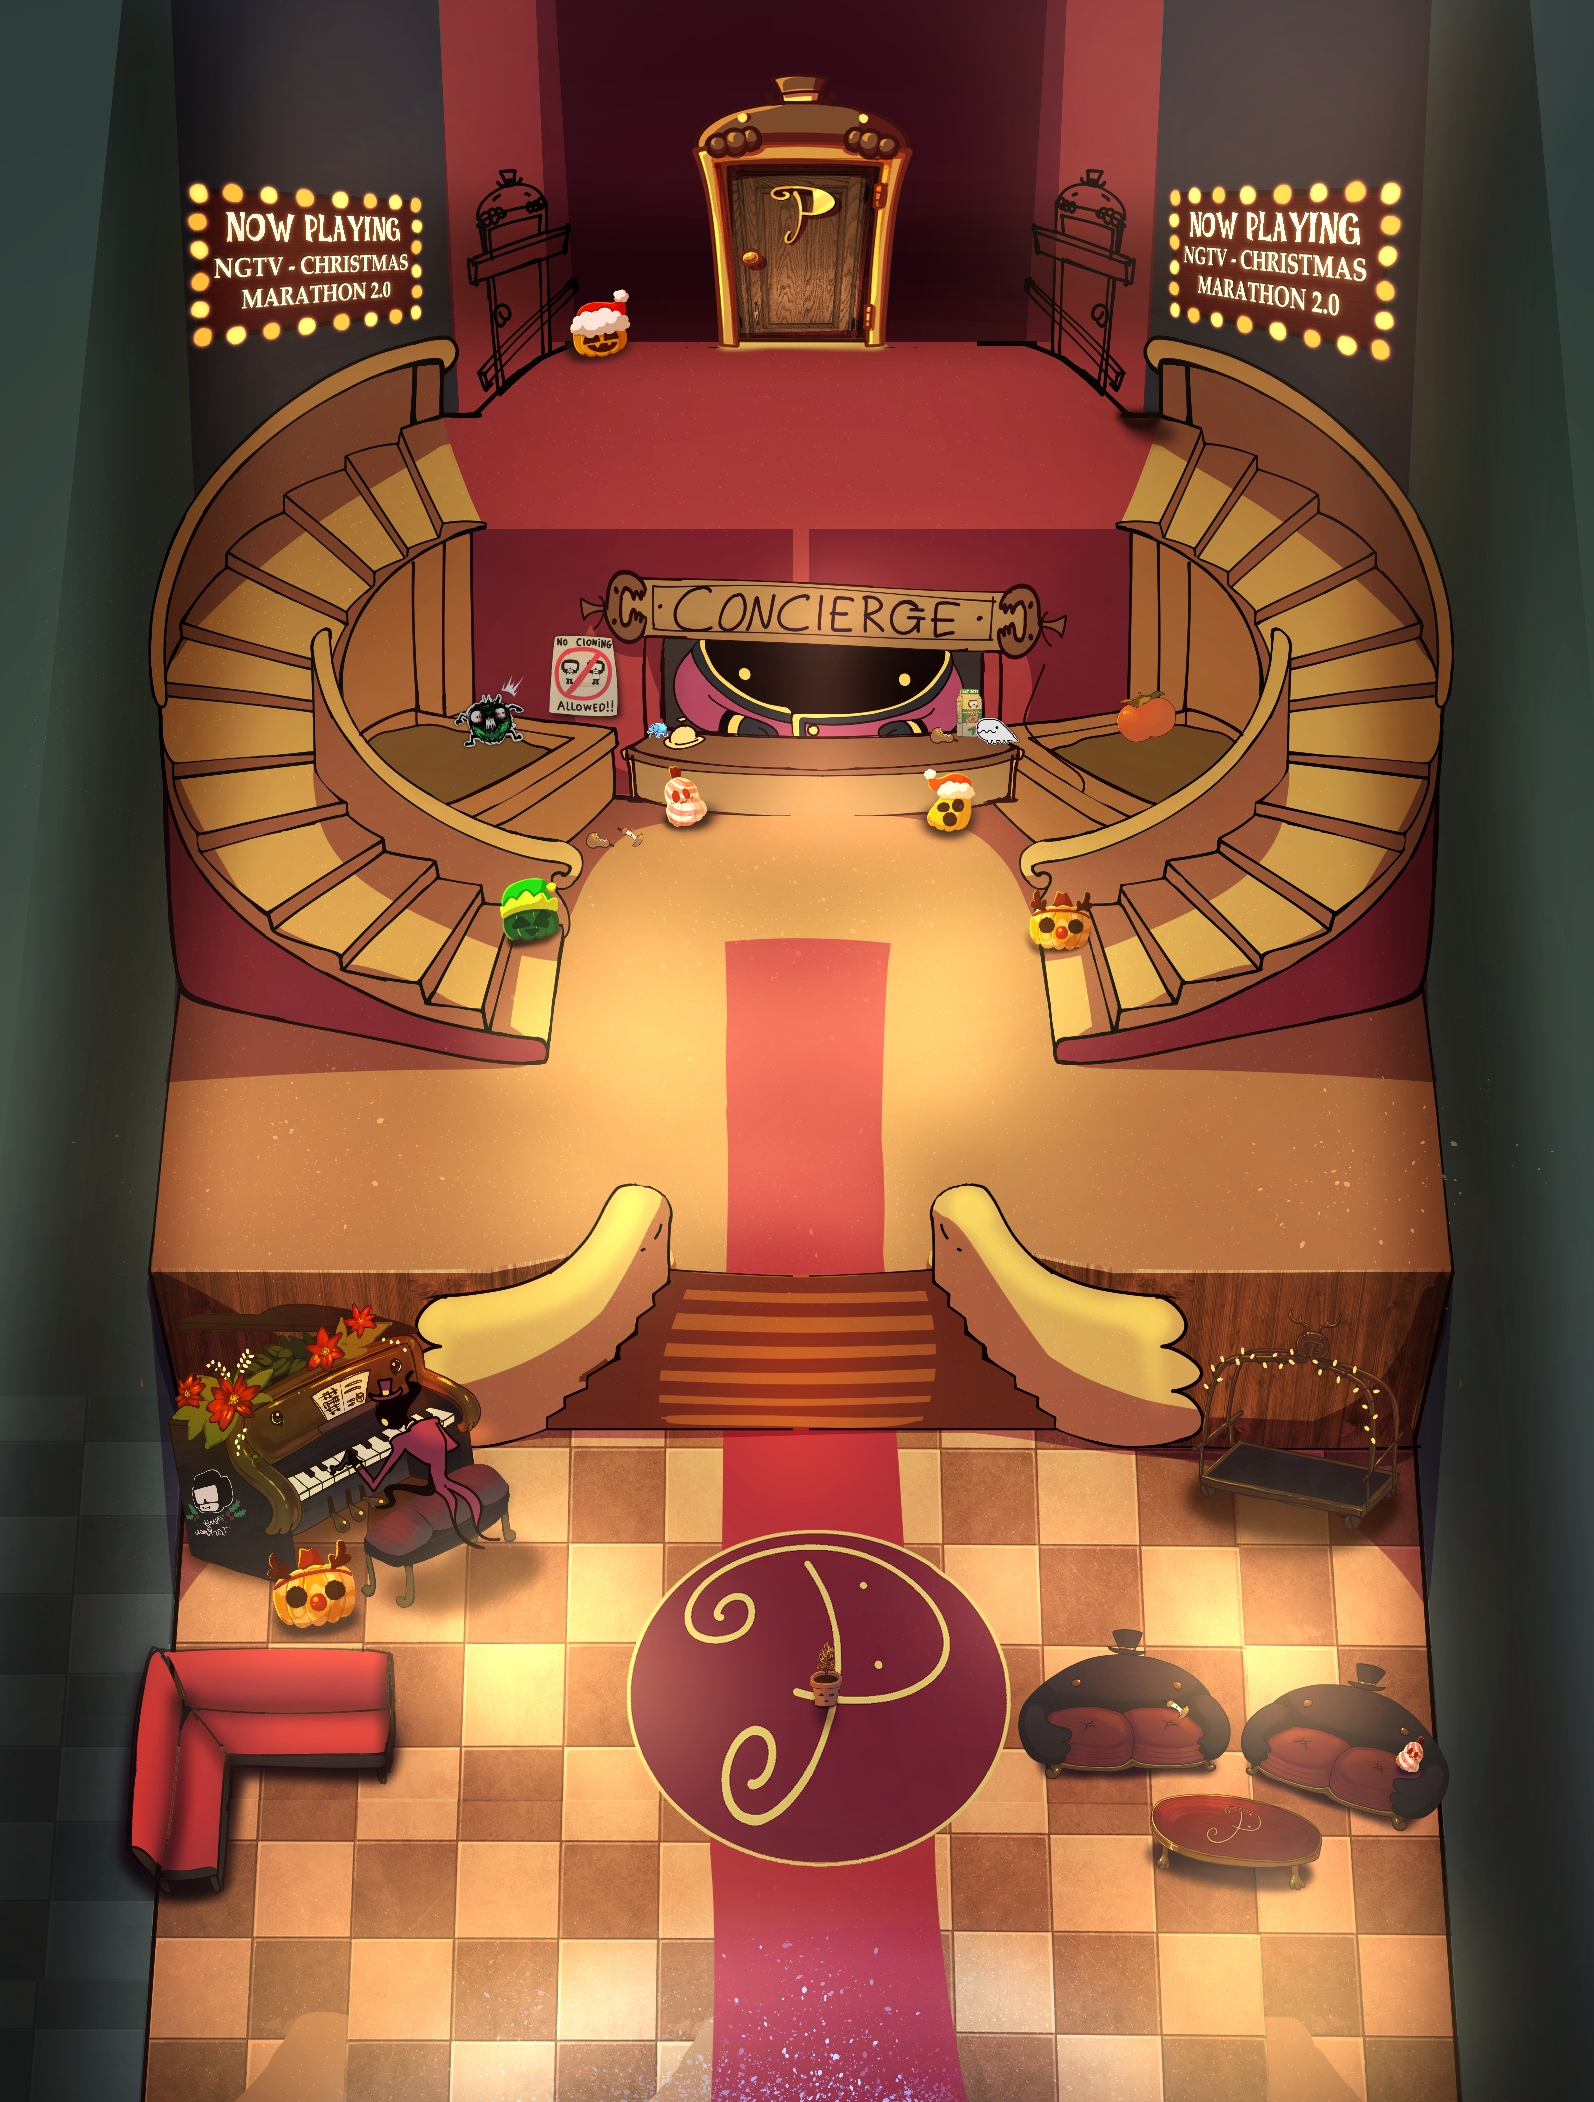 NOW PLAYING
NGTV - CHRISTMAS
MARATHON 2.0
NOW PLAYING
NGTV - CHRISTMAS
MARATHON 2.0
P
CONCIERGE
NO CLONING
ALLOWED!!
P
P